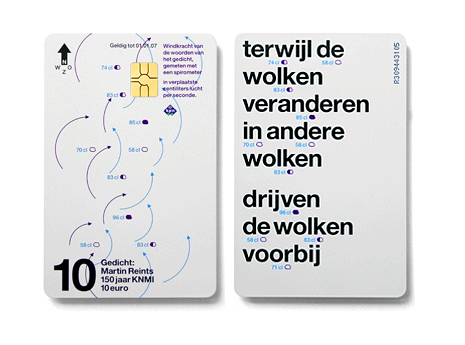 N
W O
Z
Geldig tot 01.01.07
Windkracht van
de woorden van
het gedicht,
gemeten met
een spirometer
in verplaatste
centiliters lucht
per seconde.
74 cl
83 cl
85 cl
70 cl 58 cl
83 cl
96 cl
58 cl 83 cl
10
Gedicht:
Martin Reints
150 jaar KNMI
10 euro
terwijl de
74 cl 58 cl
wolken
83 cl
veranderen
85 cl
in andere
70 cl 58 cl
wolken
83 cl
drijven
96 cl
de wolken
58 cl 83 cl
voorbij
71 cl
R309443105